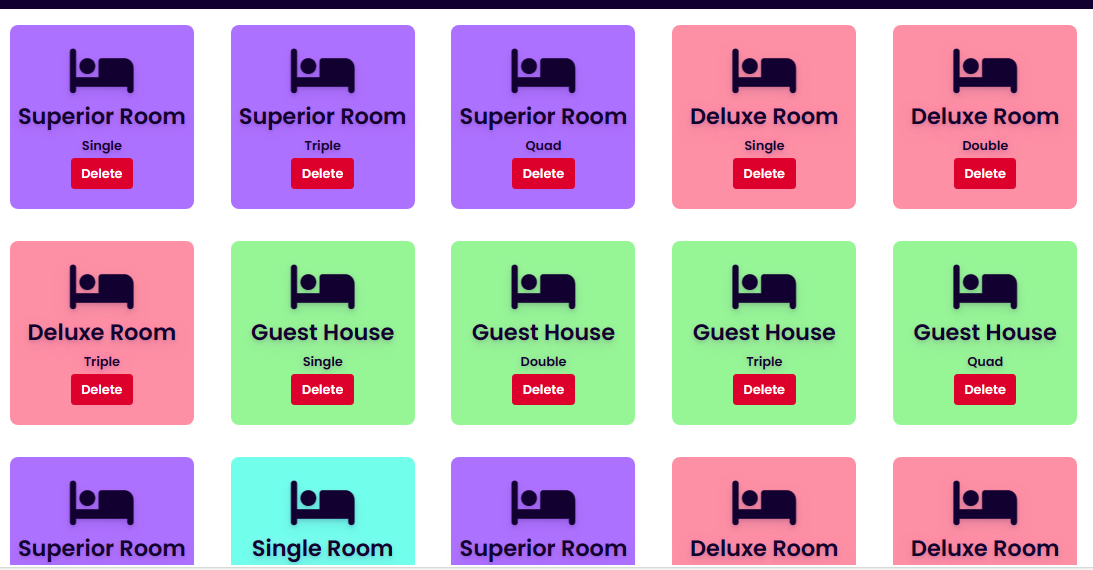 Superior Room
Single
Delete
Superior Room
Triple
Delete
Superior Room
Quad
Delete
Deluxe Room
Single
Delete
Deluxe Room
Double
Delete
Deluxe Room
Triple
Delete
Guest House
Single
Delete
Guest House
Double
Delete
Guest House
Triple
Delete
Guest House
Quad
Delete
Superior Room
Single Room
Superior Room
Deluxe Room
Deluxe Room